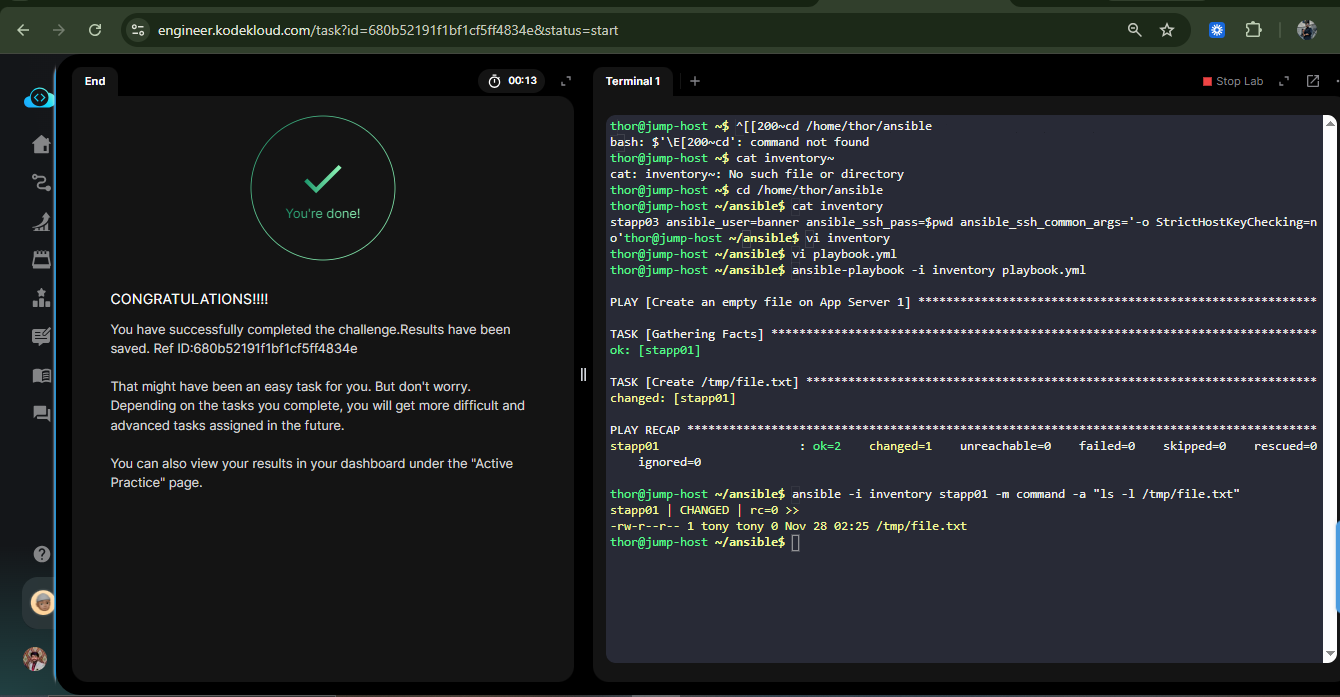 engineer.kodekloud.com/task?id=680b52191f1bf1cf5ff4834e&status=start
End
00:13
You're done!
CONGRATULATIONS!!!!
You have successfully completed the challenge.Results have been
saved. Ref ID:680b52191f1bf1cf5ff4834e
That might have been an easy task for you. But don't worry.
Depending on the tasks you complete, you will get more difficult and
advanced tasks assigned in the future.
You can also view your results in your dashboard under the "Active
Practice" page.
Terminal 1
Stop Lab
thor@jump-host ~$ ^[[200~cd /home/thor/ansible
bash: $'\E[200~cd': command not found
thor@jump-host ~$ cat inventory~
cat: inventory~: No such file or directory
thor@jump-host ~$ cd /home/thor/ansible
thor@jump-host ~/ansible$ cat inventory
stapp03 ansible_user=banner ansible_ssh_pass=$pwd ansible_ssh_common_args='-o StrictHostKeyChecking=n
o'thor@jump-host ~/ansible$ vi inventory
thor@jump-host ~/ansible$ vi playbook.yml
thor@jump-host ~/ansible$ ansible-playbook -i inventory playbook.yml
PLAY [Create an empty file on App Server 1] *********************************************************
TASK [Gathering Facts] ******************************************************************************
ok: [stapp01]
TASK [Create /tmp/file.txt] *************************************************************************
changed: [stapp01]
PLAY RECAP ******************************************************************************************
stapp01                    : ok=2    changed=1    unreachable=0    failed=0    skipped=0    rescued=0
    ignored=0
thor@jump-host ~/ansible$ ansible -i inventory stapp01 -m command -a "ls -l /tmp/file.txt"
stapp01 | CHANGED | rc=0 >>
-rw-r--r-- 1 tony tony 0 Nov 28 02:25 /tmp/file.txt
thor@jump-host ~/ansible$